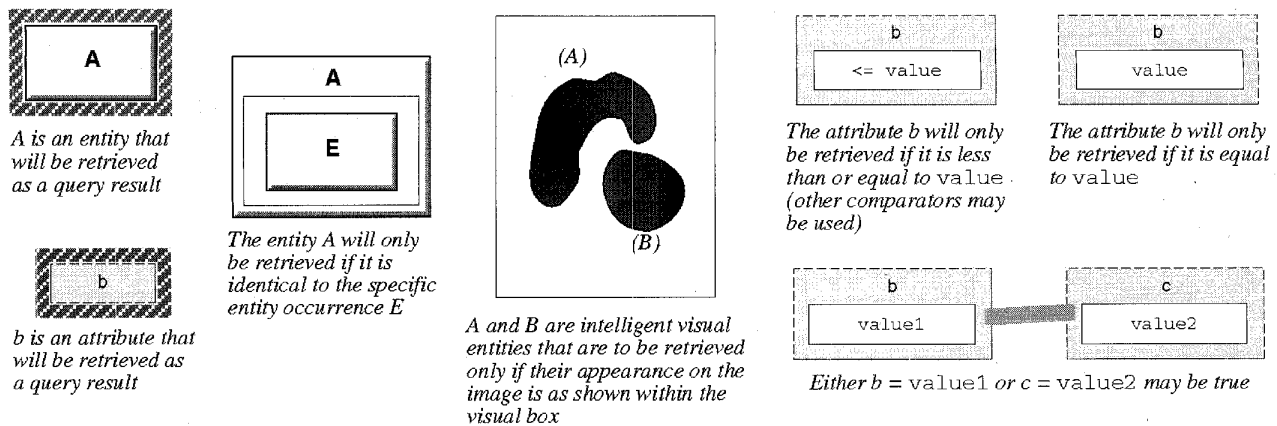 A
A is an entity that
will be retrieved
as a query result
b
b is an attribute that
will be retrieved as
a query result
A
E
The entity A will only
be retrieved if it is
identical to the specific
entity occurrence E
(A)
(B)
A and B are intelligent visual
entities that are to be retrieved
only if their appearance on the
image is as shown within the
visual box
b
<= value
The attribute b will only
be retrieved if it is less
than or equal to value
(other comparators may
be used)
b
value
The attribute b will only
be retrieved if it is equal
to value
b
value1
c
value2
Either b = value1 or c = value2 may be true